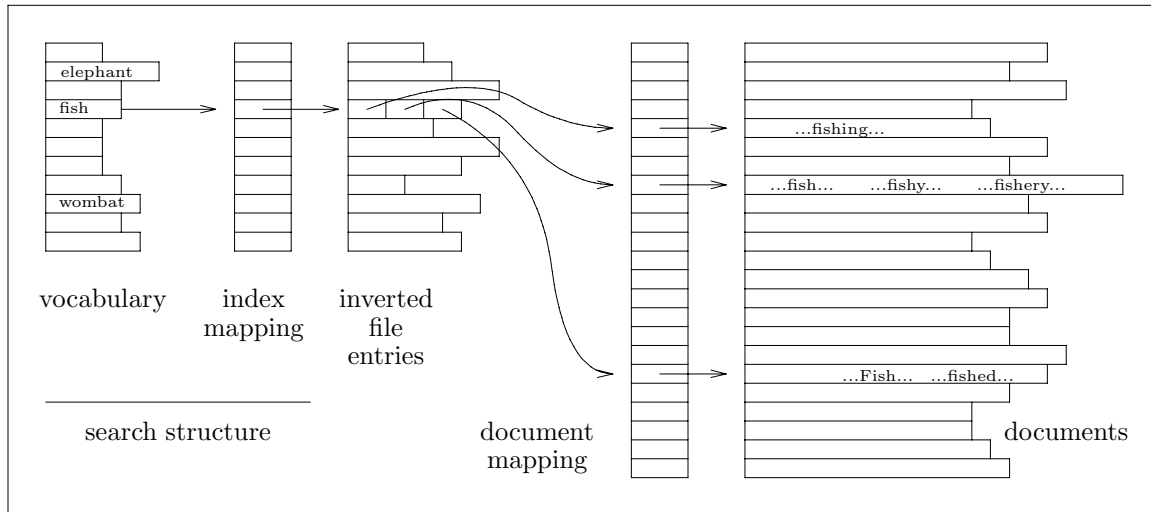 elephant
fish
...fishing...
...fish... ...fishy... ...fishery...
wombat
vocabulary
index
mapping
inverted
file
entries
...Fish... ...fished...
search structure
document
mapping
documents